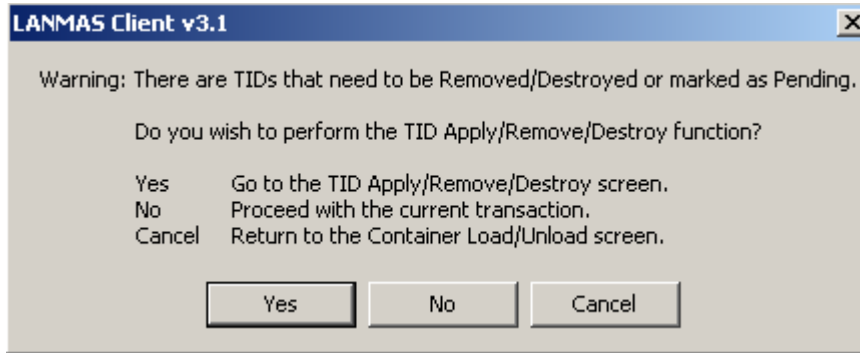 LANMAS Client v3.1
Warning: There are TIDs that need to be Removed/Destroyed or marked as Pending.
Do you wish to perform the TID Apply/Remove/Destroy function?
Yes Go to the TID Apply/Remove/Destroy screen.
No Proceed with the current transaction.
Cancel Return to the Container Load/Unload screen.
Yes No Cancel